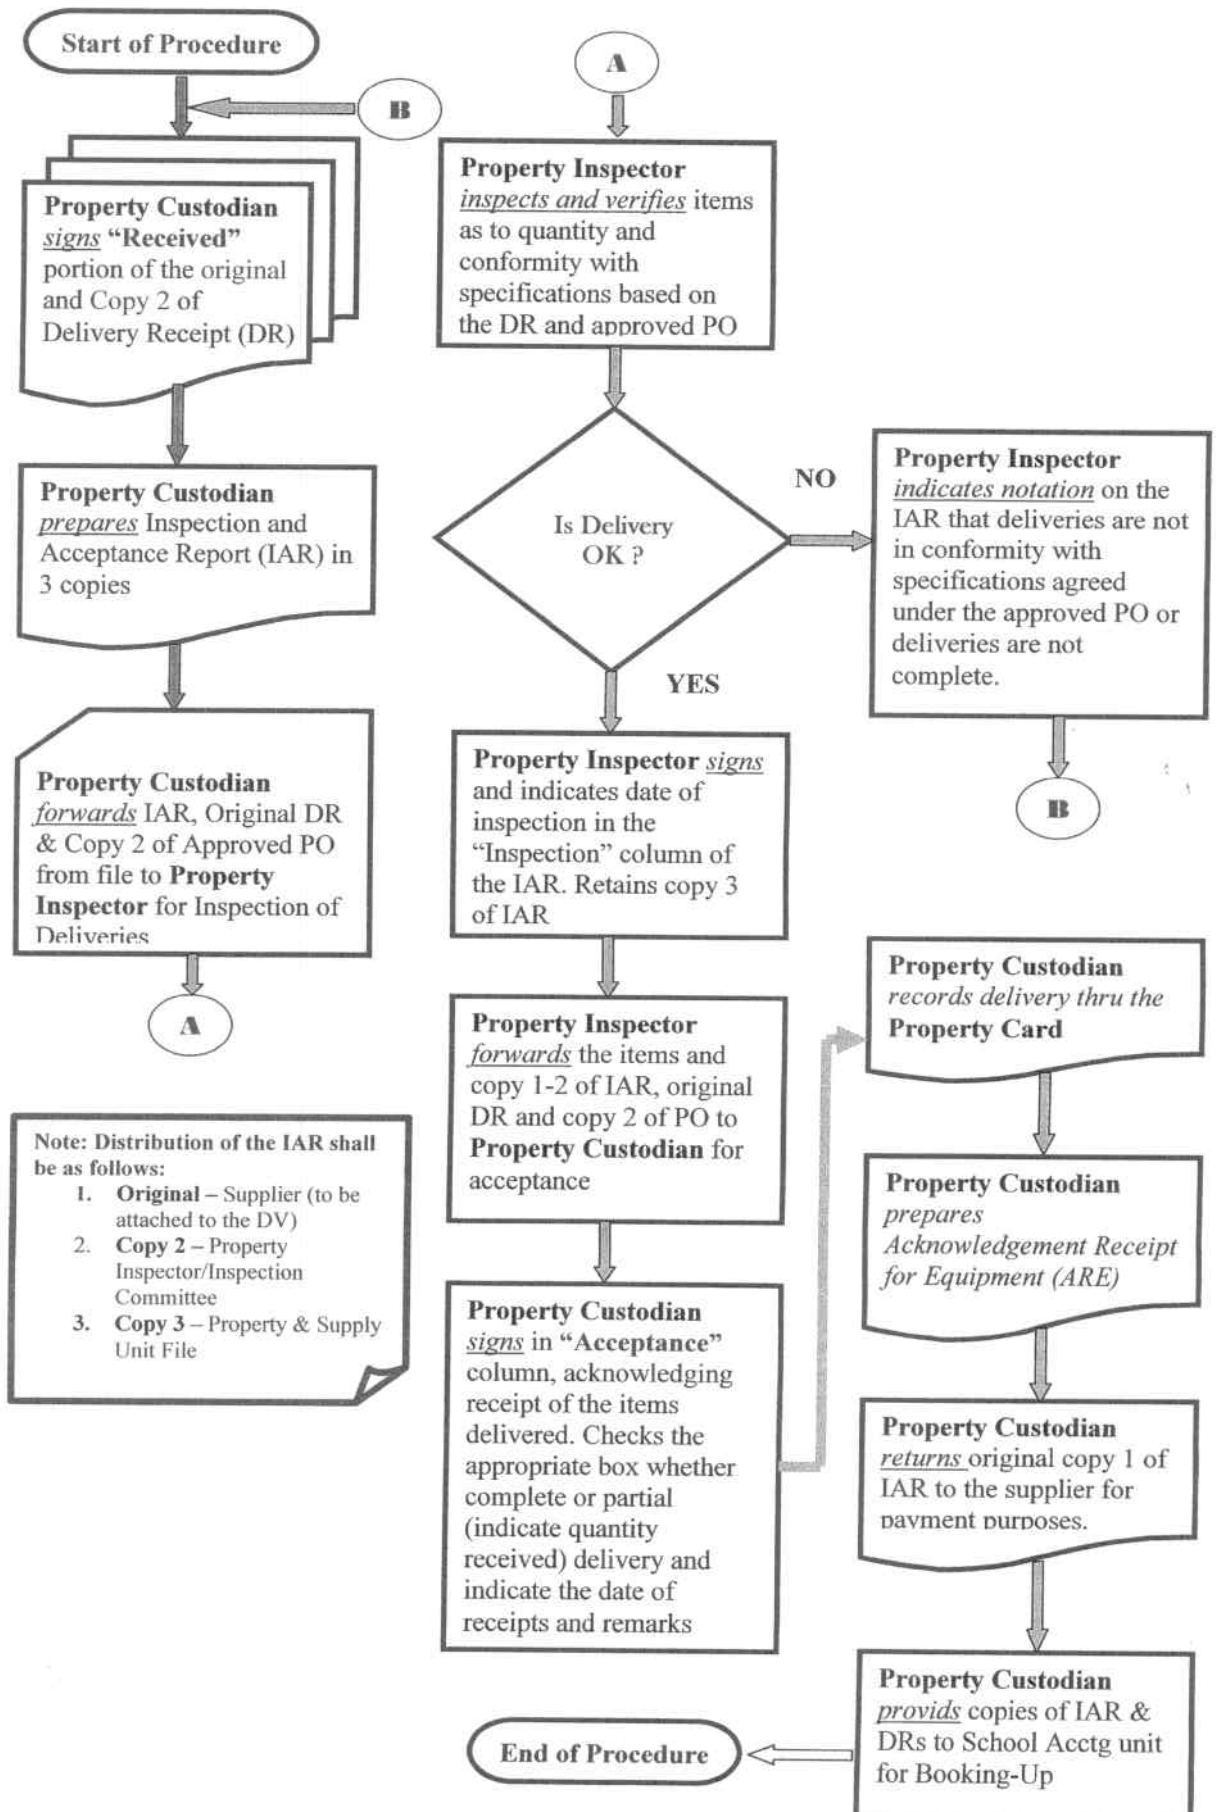 Start of Procedure
B
Property Custodian
signs “Received”
portion of the original
and Copy 2 of
Delivery Receipt (DR)
Property Custodian
prepares Inspection and
Acceptance Report (IAR) in
3 copies
Property Custodian
forwards IAR, Original DR
& Copy 2 of Approved PO
from file to Property
Inspector for Inspection of
Deliveries
A
Note: Distribution of the IAR shall
be as follows:
1. Original – Supplier (to be
attached to the DV)
2. Copy 2 – Property
Inspector/Inspection
Committee
3. Copy 3 – Property & Supply
Unit File
A
Property Inspector
inspects and verifies items
as to quantity and
conformity with
specifications based on
the DR and approved PO
Is Delivery
OK ?
NO
YES
Property Inspector
indicates notation on the
IAR that deliveries are not
in conformity with
specifications agreed
under the approved PO or
deliveries are not
complete.
B
Property Inspector signs
and indicates date of
inspection in the
“Inspection” column of
the IAR. Retains copy 3
of IAR
Property Inspector
forwards the items and
copy 1-2 of IAR, original
DR and copy 2 of PO to
Property Custodian for
acceptance
Property Custodian
signs in “Acceptance”
column, acknowledging
receipt of the items
delivered. Checks the
appropriate box whether
complete or partial
(indicate quantity
received) delivery and
indicate the date of
receipts and remarks
Property Custodian
records delivery thru the
Property Card
Property Custodian
prepares
Acknowledgement Receipt
for Equipment (ARE)
Property Custodian
returns original copy 1 of
IAR to the supplier for
payment purposes.
Property Custodian
provids copies of IAR &
DRs to School Acctg unit
for Booking-Up
End of Procedure